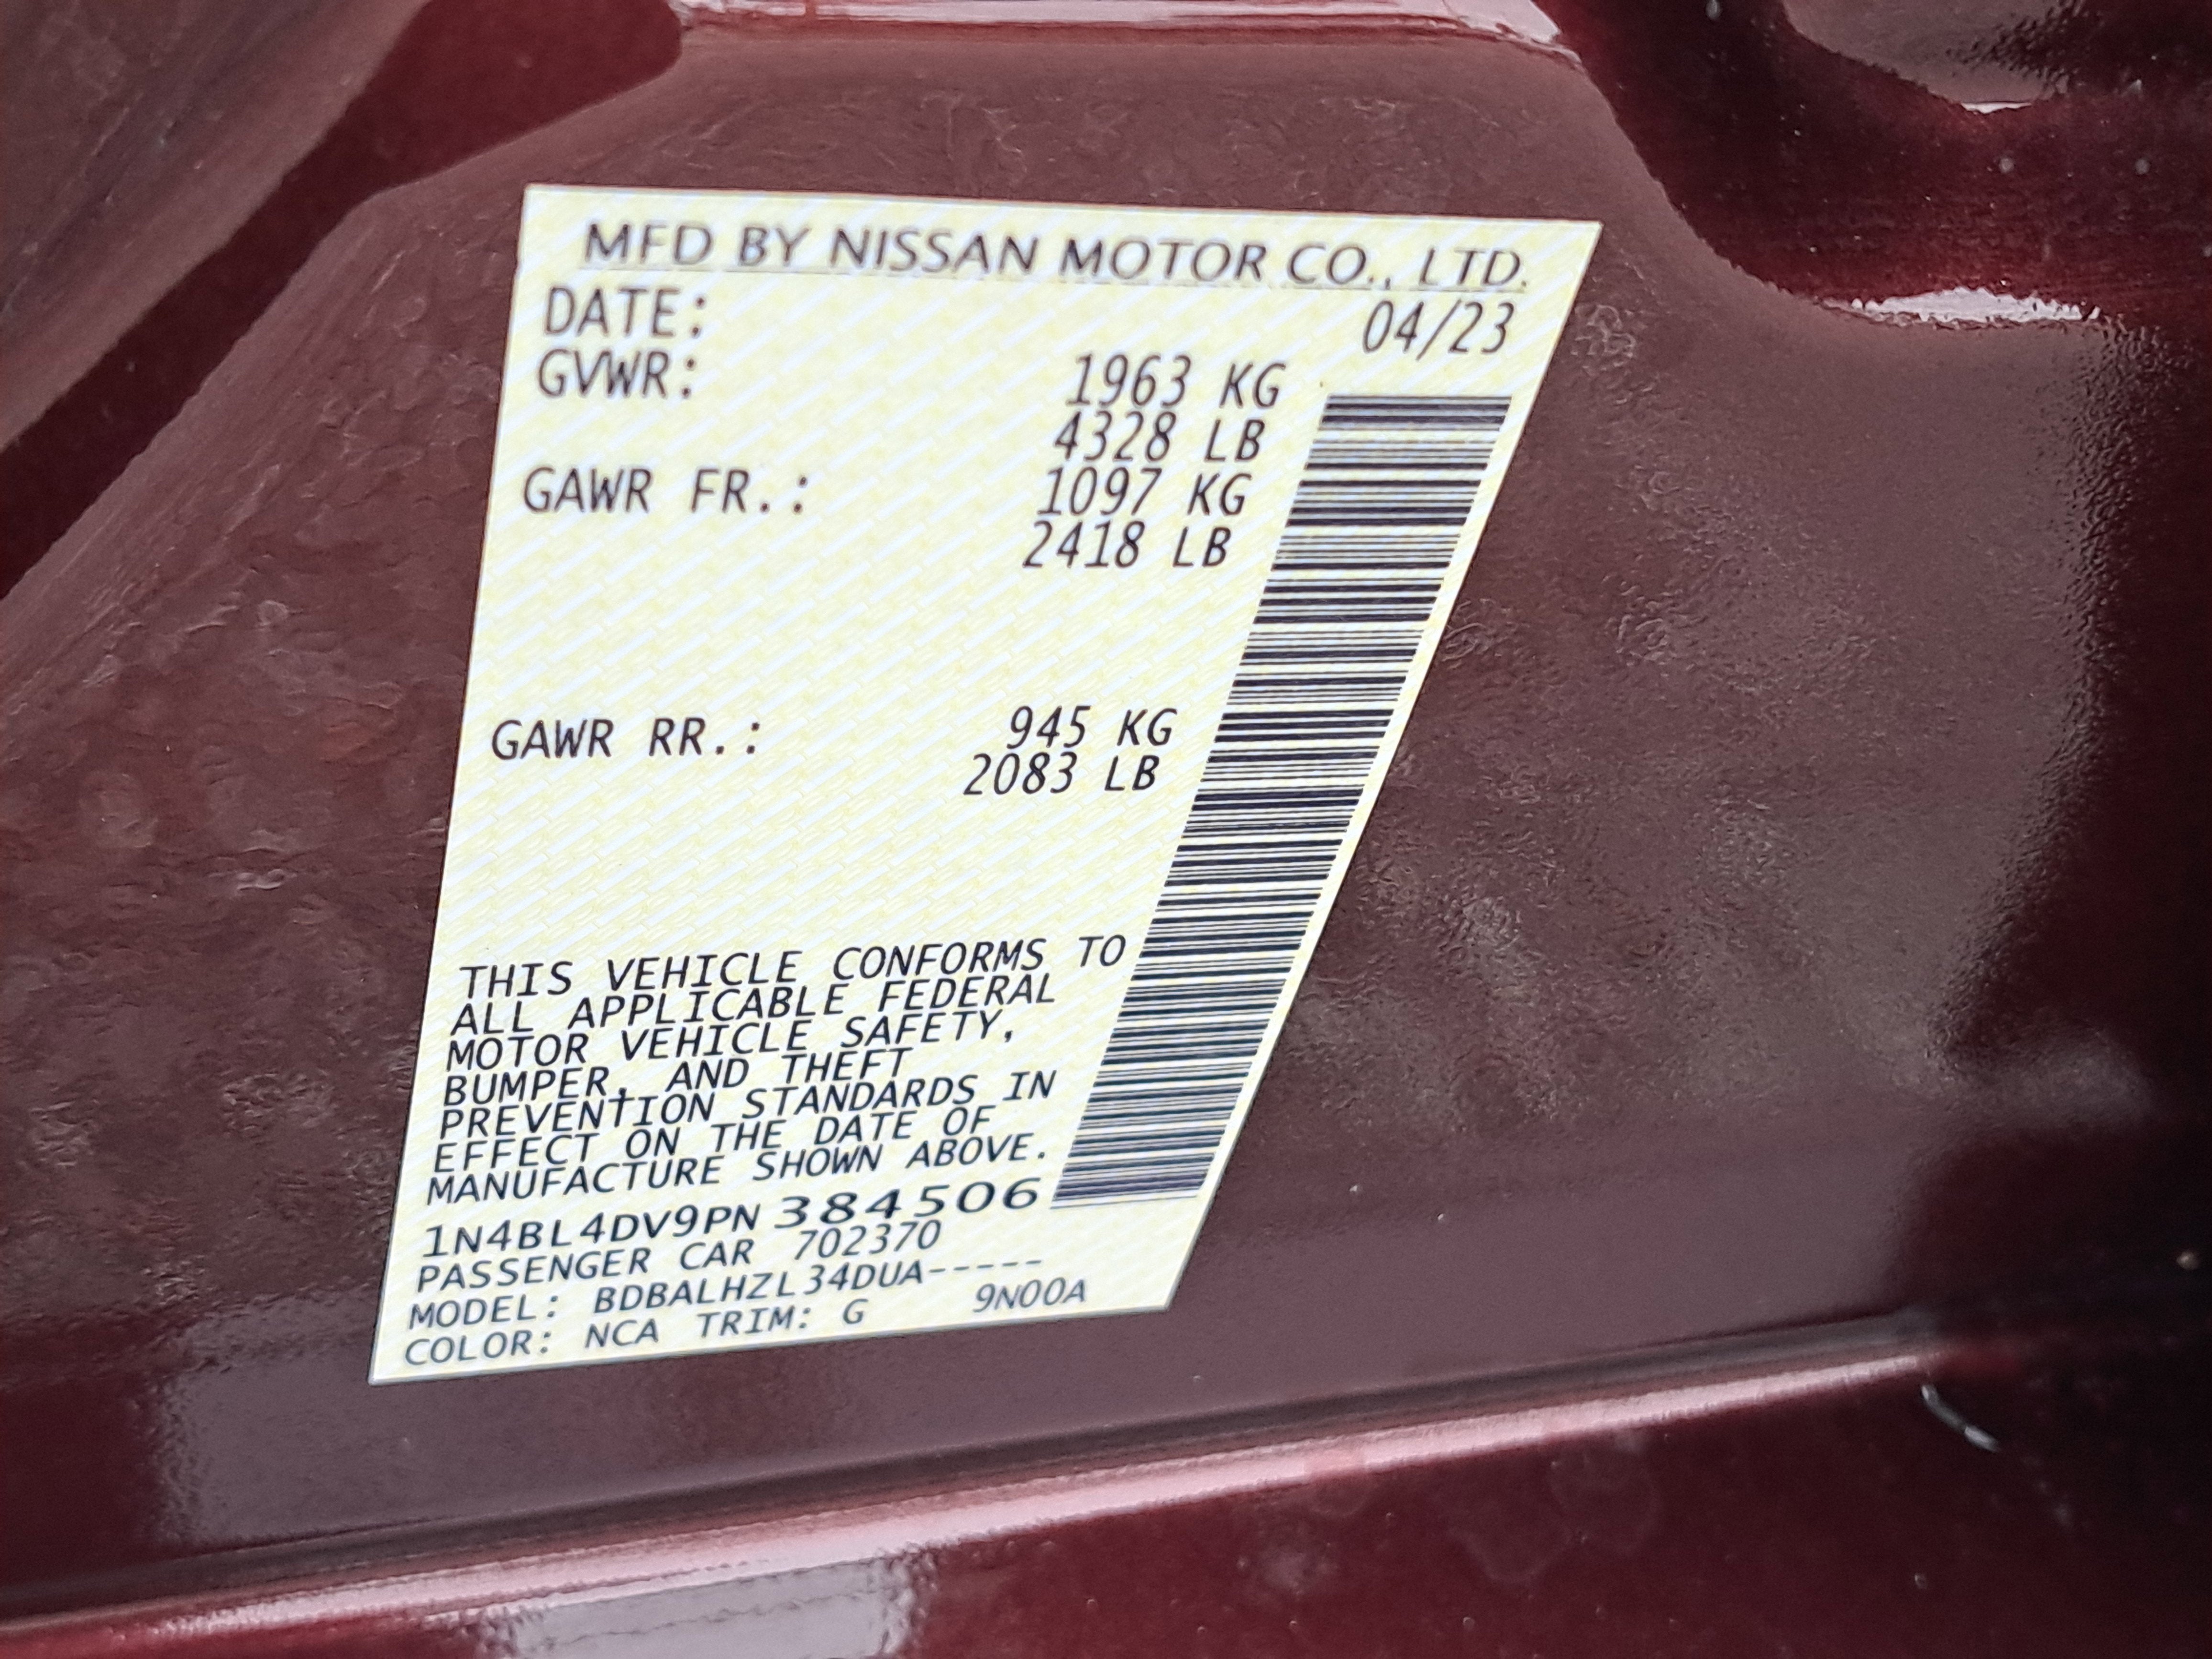 MFD BY NISSAN MOTOR CO., LTD.
DATE: 04/23
GVWR: 1963 KG
4328 LB
GAWR FR.: 1097 KG
2418 LB
GAWR RR.: 945 KG
2083 LB
THIS VEHICLE CONFORMS TO
ALL APPLICABLE FEDERAL
MOTOR VEHICLE SAFETY,
BUMPER, AND THEFT
PREVENTION STANDARDS IN
EFFECT ON THE DATE OF
MANUFACTURE SHOWN ABOVE.
1N4BL4DV9PN384506
PASSENGER CAR 702370
MODEL: BDBALHZL34DUA-----
COLOR: NCA TRIM: G 9N00A